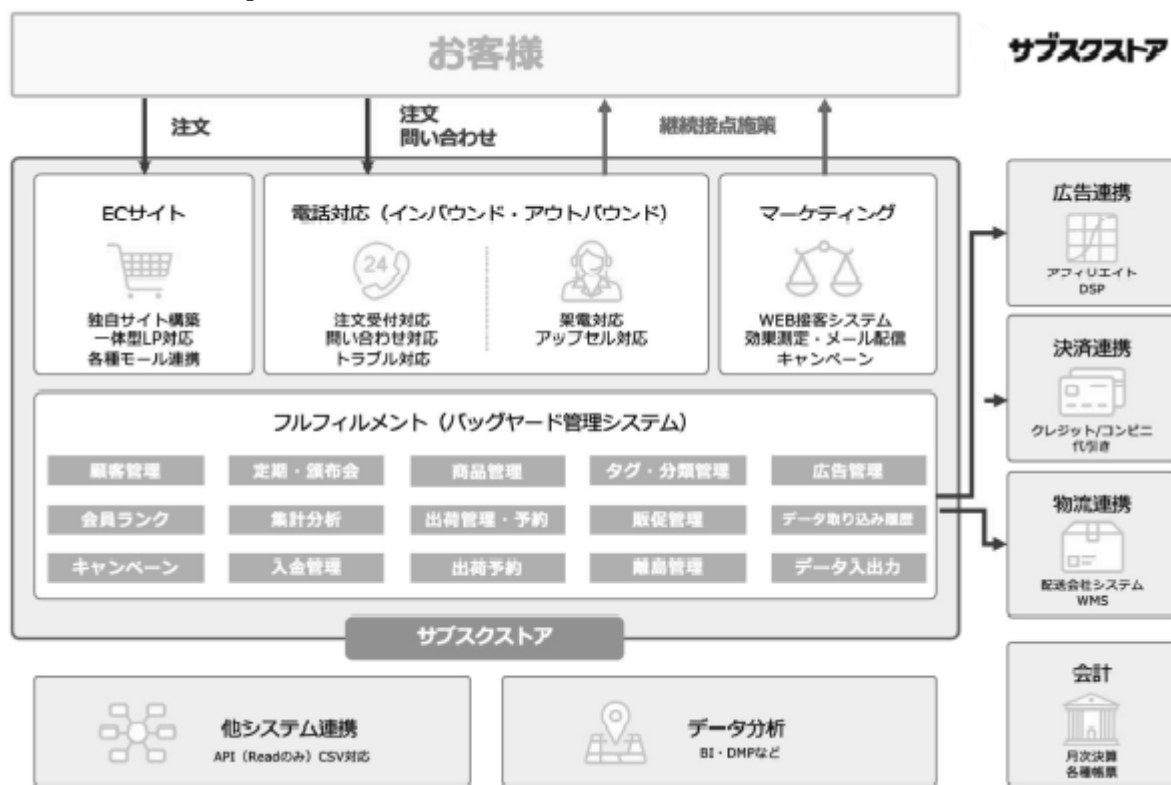 お客様
サブスクストア
注文
注文
問い合わせ
継続接点施策
ECサイト
独自サイト構築
一体型LP対応
各種モール連携
電話対応（インバウンド・アウトバウンド）
24
注文受付対応
問い合わせ対応
トラブル対応
架電対応
アップセル対応
マーケティング
WEB接客システム
効果測定・メール配信
キャンペーン
広告連携
アフィリエイト
DSP
決済連携
クレジット/コンビニ
代引き
物流連携
配送会社システム
WMS
会計
月次決算
各種帳票
フルフィルメント（バッグヤード管理システム）
顧客管理
定期・頒布会
商品管理
タグ・分類管理
広告管理
会員ランク
集計分析
出荷管理・予約
販促管理
データ取り込み履歴
キャンペーン
入金管理
出荷予約
離島管理
データ入出力
サブスクストア
他システム連携
API（Readのみ）CSV対応
データ分析
BI・DMPなど